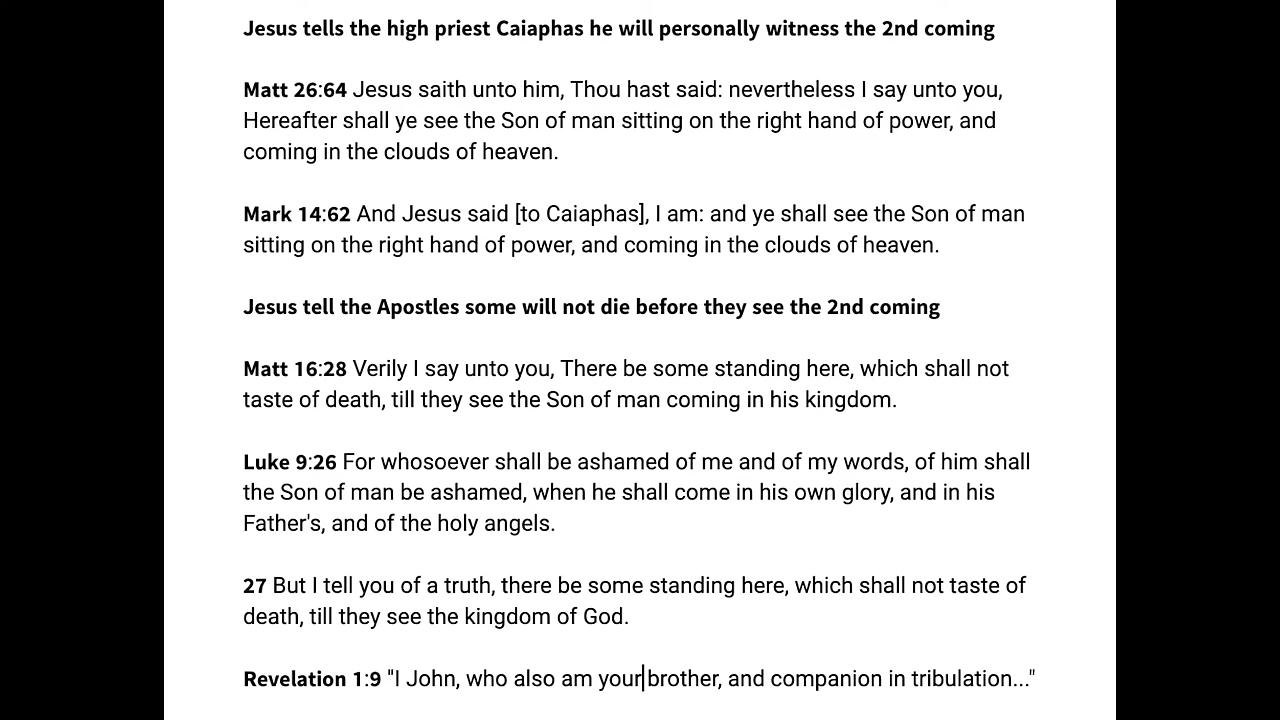 Jesus tells the high priest Caiaphas he will personally witness the 2nd coming
Matt 26:64 Jesus saith unto him, Thou hast said: nevertheless I say unto you,
Hereafter shall ye see the Son of man sitting on the right hand of power, and
coming in the clouds of heaven.
Mark 14:62 And Jesus said [to Caiaphas], I am: and ye shall see the Son of man
sitting on the right hand of power, and coming in the clouds of heaven.
Jesus tell the Apostles some will not die before they see the 2nd coming
Matt 16:28 Verily I say unto you, There be some standing here, which shall not
taste of death, till they see the Son of man coming in his kingdom.
Luke 9:26 For whosoever shall be ashamed of me and of my words, of him shall
the Son of man be ashamed, when he shall come in his own glory, and in his
Father's, and of the holy angels.
27 But I tell you of a truth, there be some standing here, which shall not taste of
death, till they see the kingdom of God.
Revelation 1:9 "I John, who also am your brother, and companion in tribulation..."